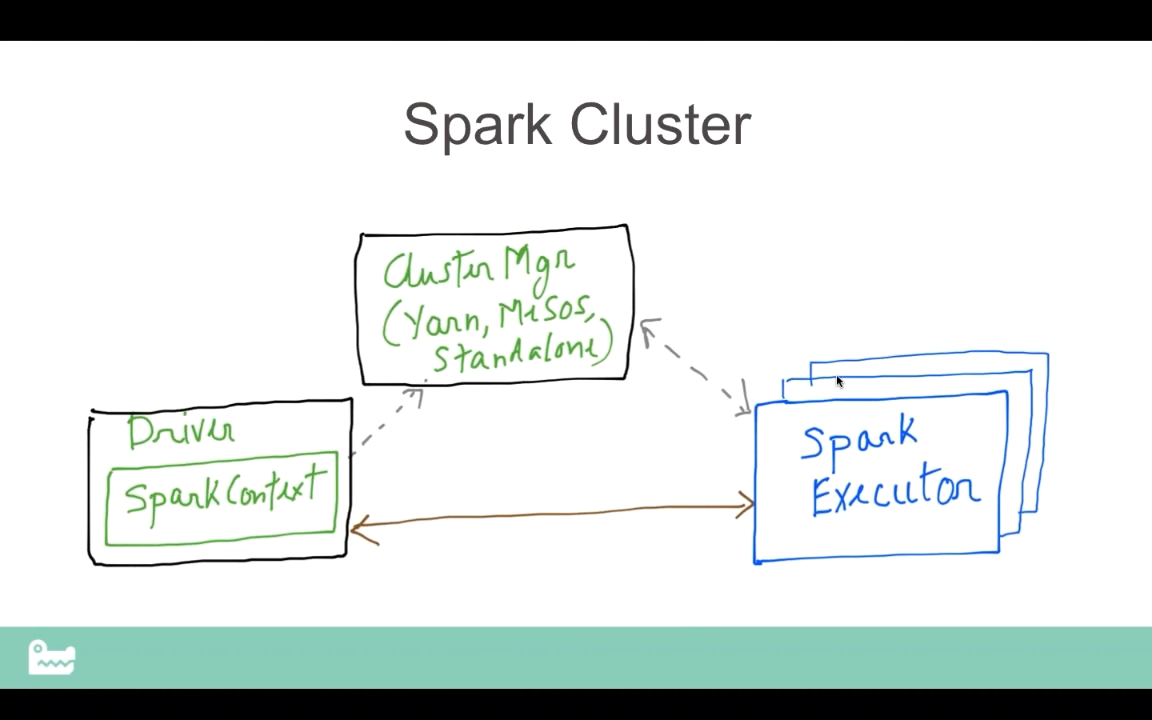 Spark Cluster
Cluster Mgr
(Yarn, MeSos,
Standalone)
Driver
SparkContext
Spark
Executor